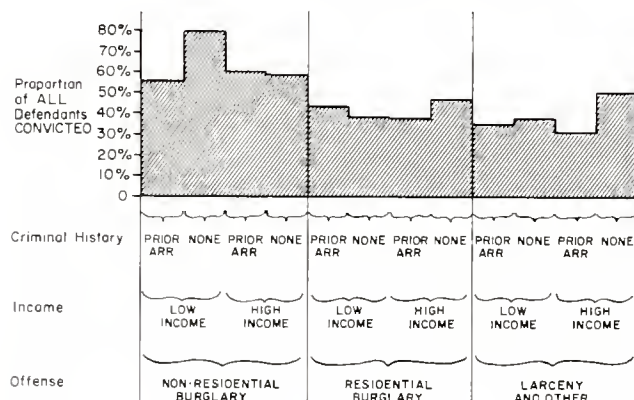 80%
70%
60%
50%
40%
30%
20%
10%
0
Proportion
of ALL
Defendants
CONVICTED
Criminal History PRIOR ARR NONE PRIOR ARR NONE PRIOR ARR NONE PRIOR ARR NONE PRIOR ARR NONE PRIOR ARR NONE
Income LOW INCOME HIGH INCOME LOW INCOME HIGH INCOME LOW INCOME HIGH INCOME
Offense NON-RESIDENTIAL BURGLARY RESIDENTIAL BURGLARY LARCENY AND OTHER